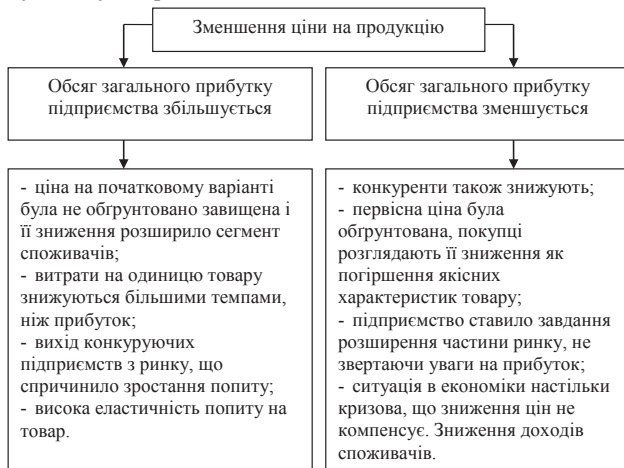 Зменшення ціни на продукцію
Обсяг загального прибутку
підприємства збільшується
Обсяг загального прибутку
підприємства зменшується
- ціна на початковому варіанті
була не обґрунтовано завищена і
її зниження розширило сегмент
споживачів;
- витрати на одиницю товару
знижуються більшими темпами,
ніж прибуток;
- вихід конкуруючих
підприємств з ринку, що
спричинило зростання попиту;
- висока еластичність попиту на
товар.
- конкуренти також знижують;
- первісна ціна була
обґрунтована, покупці
розглядають її зниження як
погіршення якісних
характеристик товару;
- підприємство ставило завдання
розширення частини ринку, не
звертаючи уваги на прибуток;
- ситуація в економіки настільки
кризова, що зниження цін не
компенсує. Зниження доходів
споживачів.